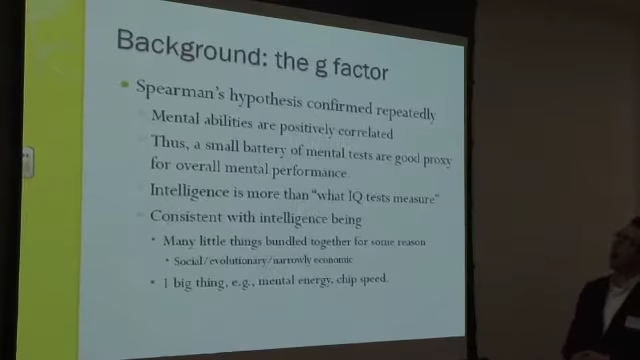 Background: the g factor
Spearman's hypothesis confirmed repeatedly
Mental abilities are positively correlated
Thus, a small battery of mental tests are good proxy
for overall mental performance.
Intelligence is more than "what IQ tests measure"
Consistent with intelligence being
Many little things bundled together for some reason
Social/evolutionary/narrowly economic
1 big thing, e.g., mental energy, chip speed.